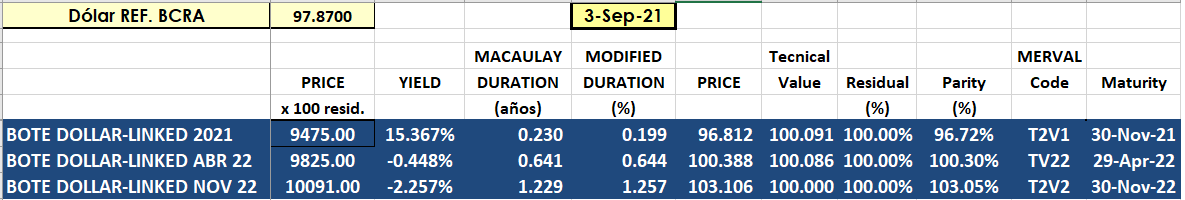 Dólar REF. BCRA 97.8700 3-Sep-21
MACAULAY MODIFIED Tecnical MERVAL
PRICE YIELD DURATION DURATION PRICE Value Residual Parity Code Maturity
x 100 resid. (años) (%) (%) (%)
BOTE DOLLAR-LINKED 2021 9475.00 15.367% 0.230 0.199 96.812 100.091 100.00% 96.72% T2V1 30-Nov-21
BOTE DOLLAR-LINKED ABR 22 9825.00 -0.448% 0.641 0.644 100.388 100.086 100.00% 100.30% TV22 29-Apr-22
BOTE DOLLAR-LINKED NOV 22 10091.00 -2.257% 1.229 1.257 103.106 100.000 100.00% 103.05% T2V2 30-Nov-22